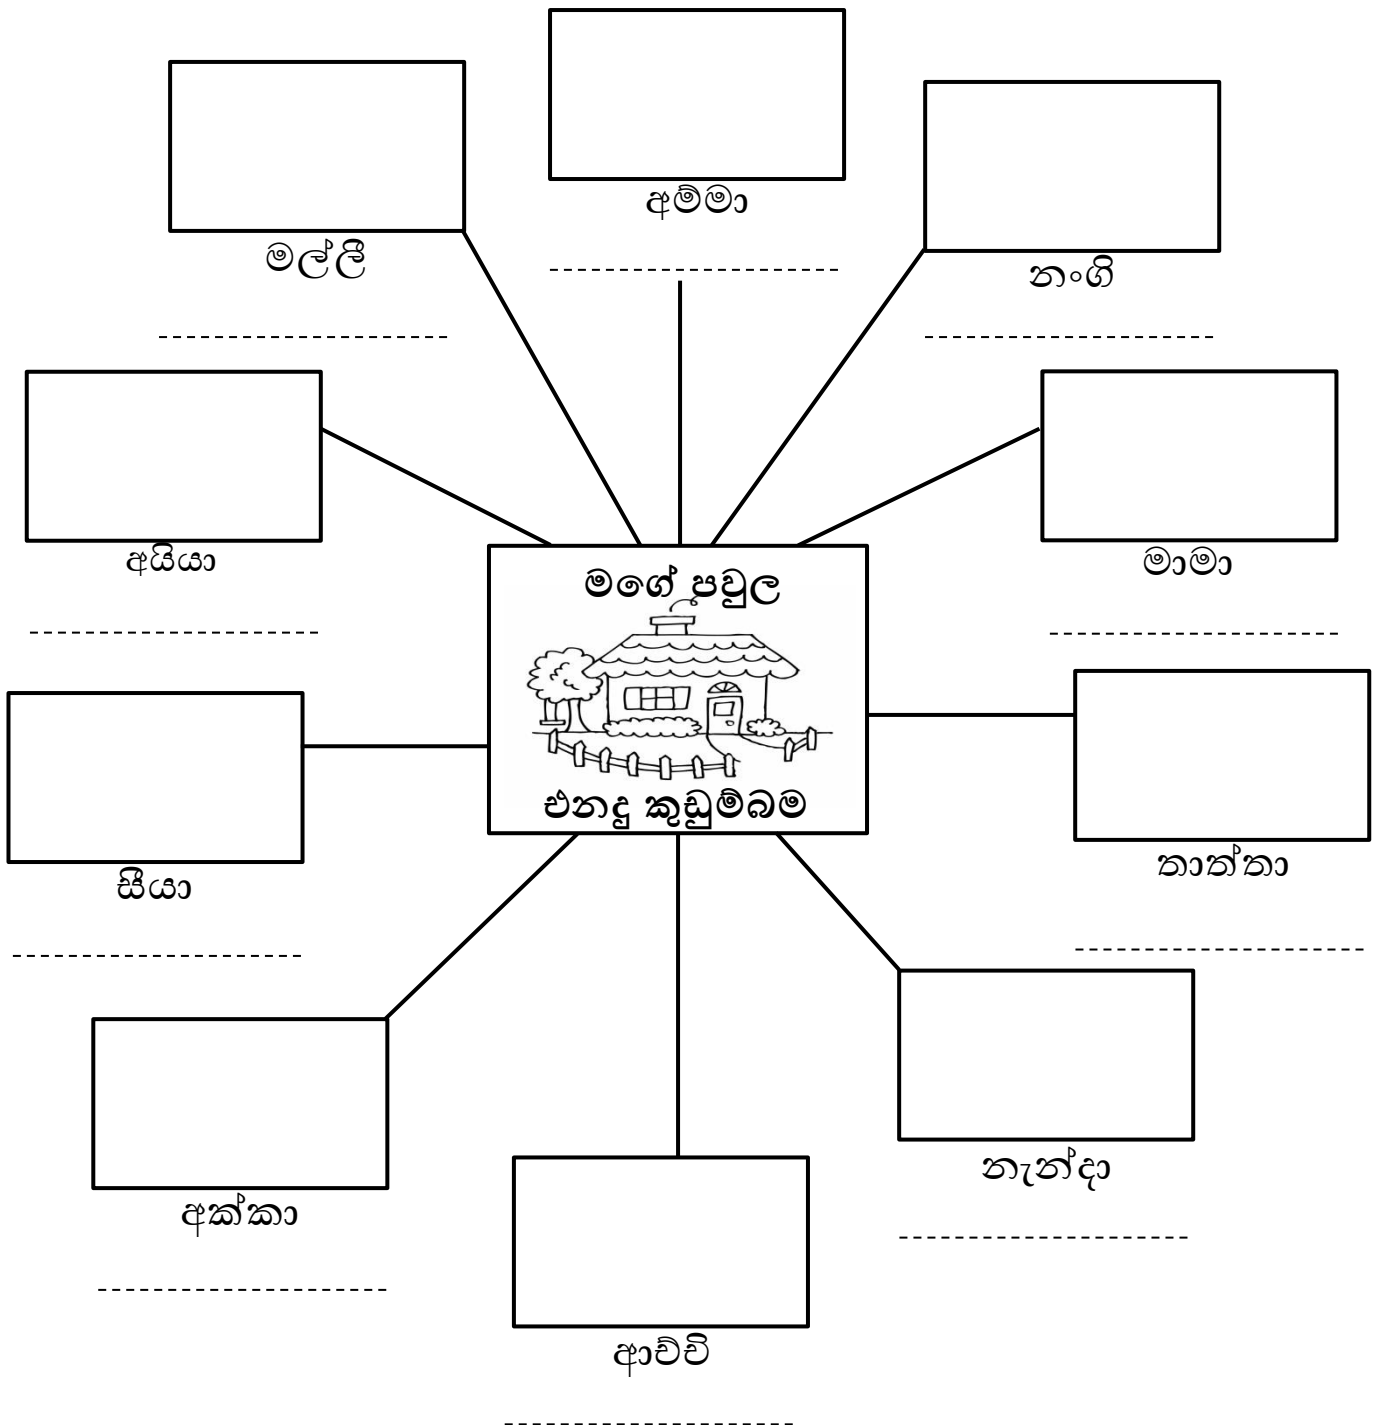 අම්මා
මල්ලී
නංගි
අයියා
මාමා
මගේ පවුල
එනදු කුඩුම්බම
සීයා
තාත්තා
අක්කා
නැන්දා
ආච්චි